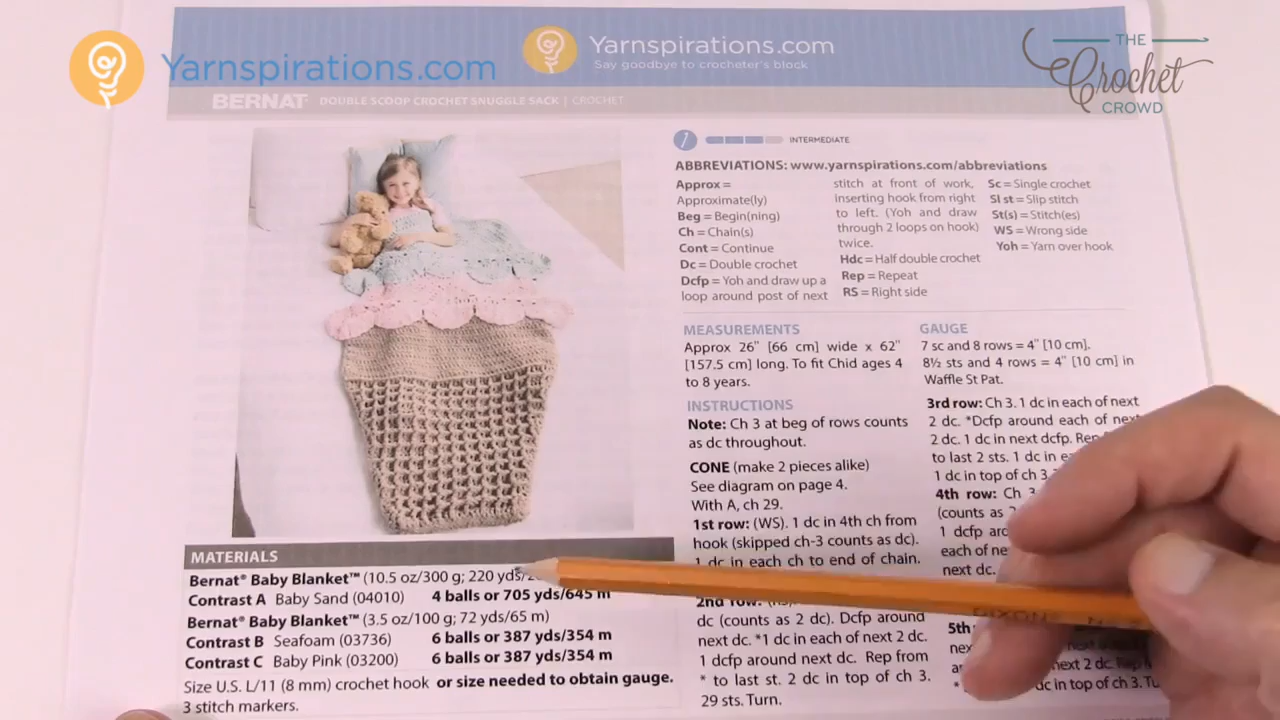 Yarnspirations.com
Yarnspirations.com
Say goodbye to crocheter's block
THE
Crochet
CROWD
BERNAT DOUBLE SCOOP CROCHET SNUGGLE SACK | CROCHET
INTERMEDIATE
ABBREVIATIONS: www.yarnspirations.com/abbreviations
Approx =
Approximate(ly)
Beg = Begin(ning)
Ch = Chain(s)
Cont = Continue
Dc = Double crochet
Dcfp = Yoh and draw up a
loop around post of next
stitch at front of work,
inserting hook from right
to left. (Yoh and draw
through 2 loops on hook)
twice.
Hdc = Half double crochet
Rep = Repeat
RS = Right side
Sc = Single crochet
Sl st = Slip stitch
St(s) = Stitch(es)
WS = Wrong side
Yoh = Yarn over hook
MEASUREMENTS
Approx 26" [66 cm] wide x 62"
[157.5 cm] long. To fit Chid ages 4
to 8 years.
GAUGE
7 sc and 8 rows = 4" [10 cm].
8½ sts and 4 rows = 4" [10 cm] in
Waffle St Pat.
INSTRUCTIONS
Note: Ch 3 at beg of rows counts
as dc throughout.
CONE (make 2 pieces alike)
See diagram on page 4.
With A, ch 29.
1st row: (WS). 1 dc in 4th ch from
hook (skipped ch-3 counts as dc).
1 dc in each ch to end of chain.
2nd row:
dc (counts as 2 dc). Dcfp around
next dc. *1 dc in each of next 2 dc.
1 dcfp around next dc. Rep from
* to last st. 2 dc in top of ch 3.
29 sts. Turn.
3rd row: Ch 3. 1 dc in each of next
2 dc. *Dcfp around each of next
2 dc. 1 dc in next dcfp. Rep
to last 2 sts. 1 dc in
1 dc in top of ch 3.
4th row: Ch 3
(counts as
1 dcfp
each of
next dc.
5th
next
next 2 dc. Rep
* dc in top of ch 3.
MATERIALS
Bernat® Baby Blanket™ (10.5 oz/300 g; 220 yds/
Contrast A Baby Sand (04010) 4 balls or 705 yds/645 m
Bernat® Baby Blanket™ (3.5 oz/100 g; 72 yds/65 m)
Contrast B Seafoam (03736) 6 balls or 387 yds/354 m
Contrast C Baby Pink (03200) 6 balls or 387 yds/354 m
Size U.S. L/11 (8 mm) crochet hook or size needed to obtain gauge.
3 stitch markers.